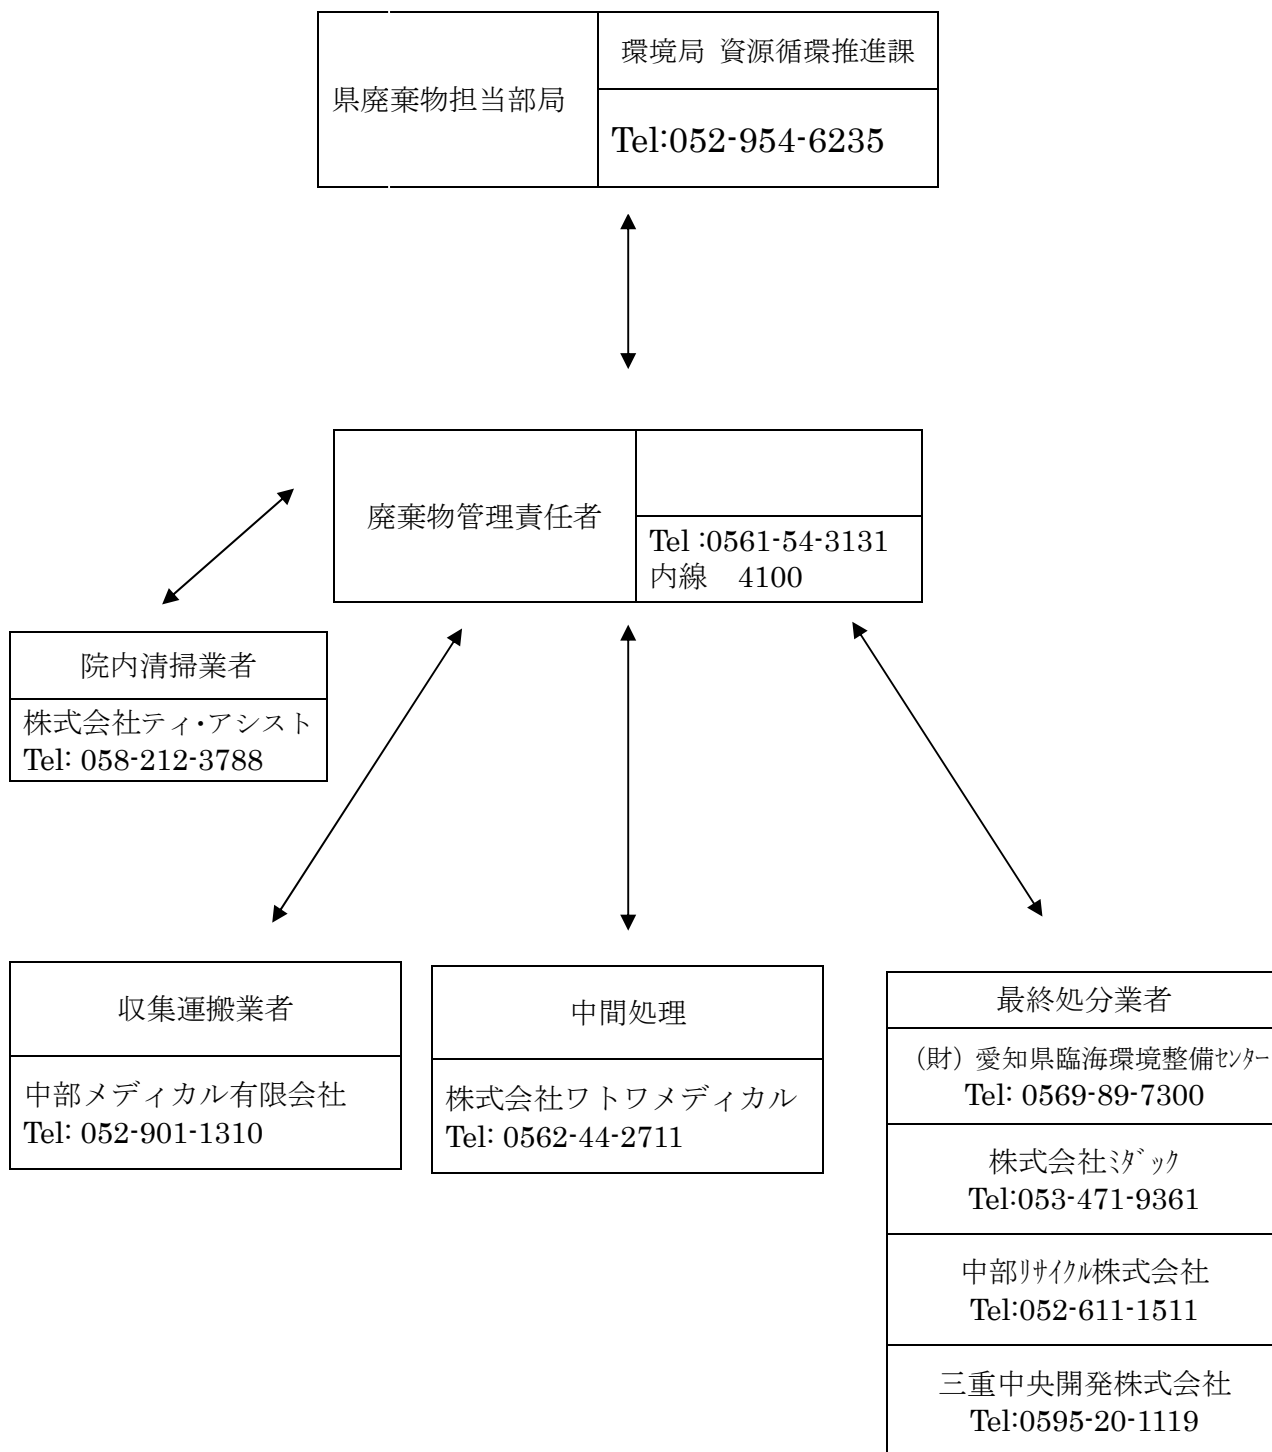 県廃棄物担当部局
環境局 資源循環推進課
Tel:052-954-6235
廃棄物管理責任者
Tel :0561-54-3131
内線　4100
院内清掃業者
株式会社ティ・アシスト
Tel: 058-212-3788
収集運搬業者
中部メディカル有限会社
Tel: 052-901-1310
中間処理
株式会社ワトワメディカル
Tel: 0562-44-2711
最終処分業者
（財）愛知県臨海環境整備ｾﾝﾀｰ
Tel: 0569-89-7300
株式会社ﾐﾀﾞｯｸ
Tel:053-471-9361
中部ﾘｻｲｸﾙ株式会社
Tel:052-611-1511
三重中央開発株式会社
Tel:0595-20-1119